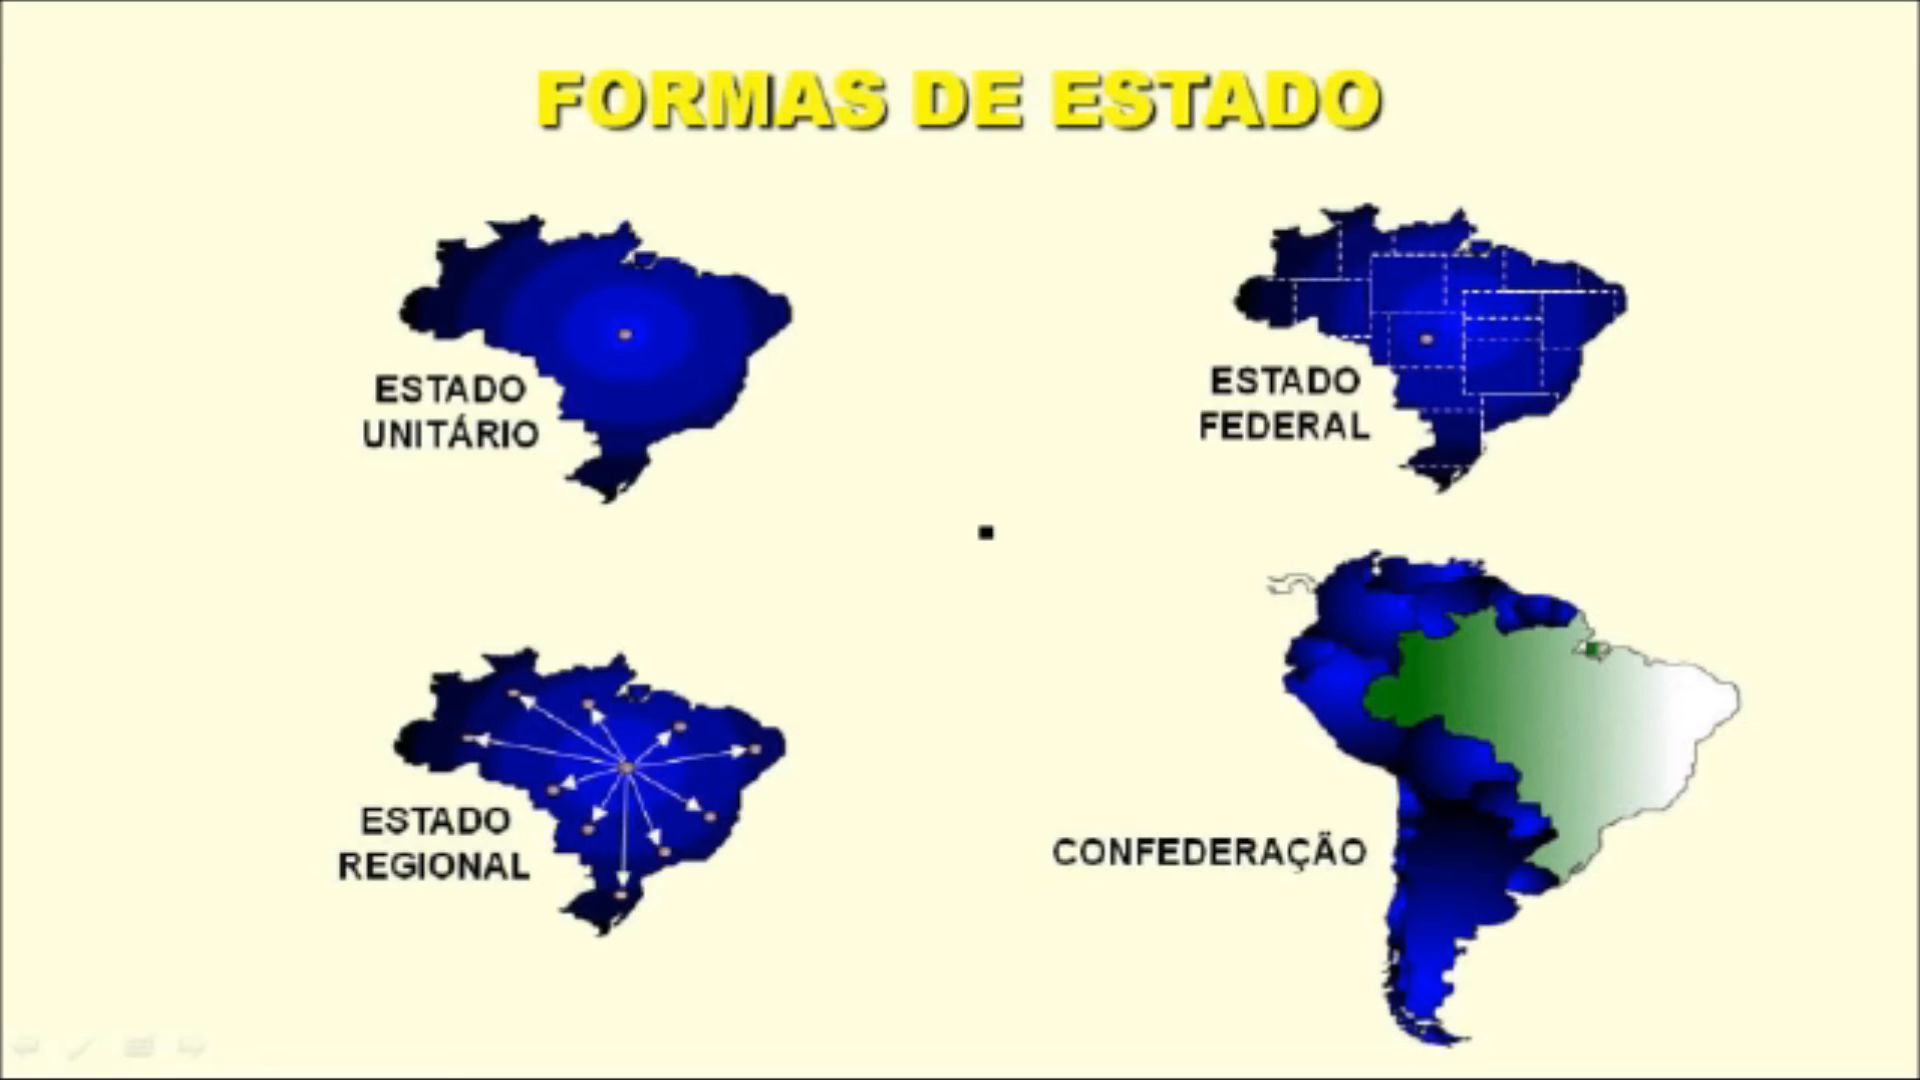 FORMAS DE ESTADO
ESTADO
UNITÁRIO
ESTADO
FEDERAL
ESTADO
REGIONAL
CONFEDERAÇÃO